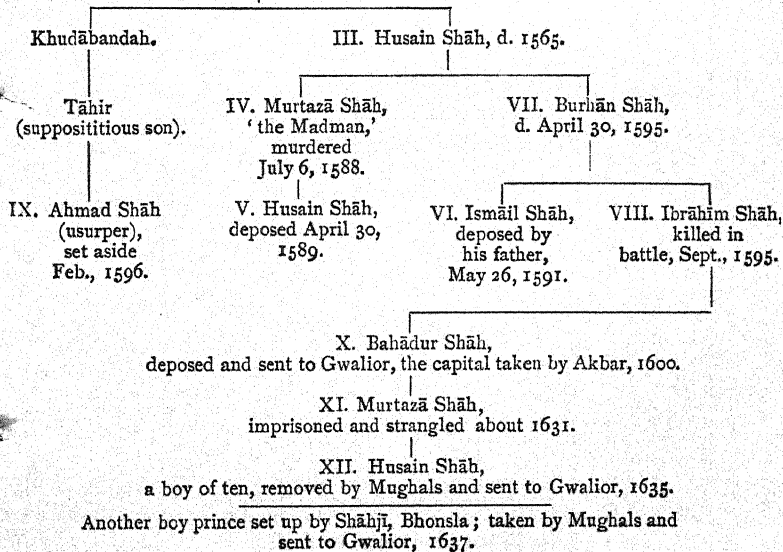 Khudābandah.
III. Husain Shāh, d. 1565.
Tāhir
(supposititious son).
IV. Murtazā Shāh,
‘the Madman,’
murdered
July 6, 1588.
VII. Burhān Shāh,
d. April 30, 1595.
IX. Ahmad Shāh
(usurper),
set aside
Feb., 1596.
V. Husain Shāh,
deposed April 30,
1589.
VI. Ismāil Shāh,
deposed by
his father,
May 26, 1591.
VIII. Ibrāhīm Shāh,
killed in
battle, Sept., 1595.
X. Bahādur Shāh,
deposed and sent to Gwalior, the capital taken by Akbar, 1600.
XI. Murtazā Shāh,
imprisoned and strangled about 1631.
XII. Husain Shāh,
a boy of ten, removed by Mughals and sent to Gwalior, 1635.
Another boy prince set up by Shāhjī, Bhonsla; taken by Mughals and
sent to Gwalior, 1637.